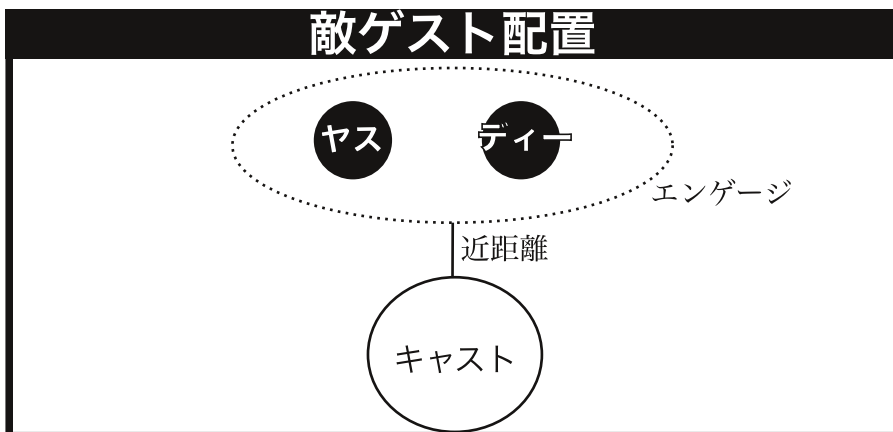 敵ゲスト配置
ヤス
ディー
エンゲージ
近距離
キャスト